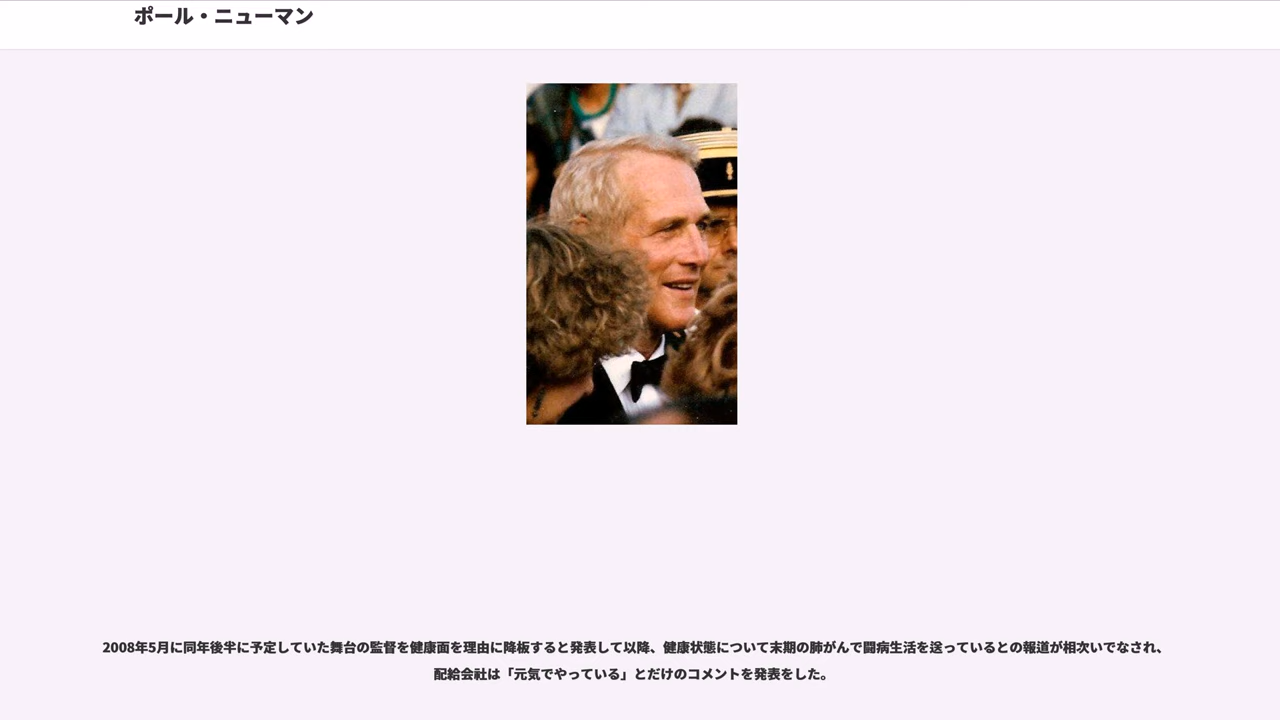 ポール・ニューマン
2008年5月に同年後半に予定していた舞台の監督を健康面を理由に降板すると発表して以降、健康状態について末期の肺がんで闘病生活を送っているとの報道が相次いでなされ、
配給会社は「元気でやっている」とだけのコメントを発表をした。